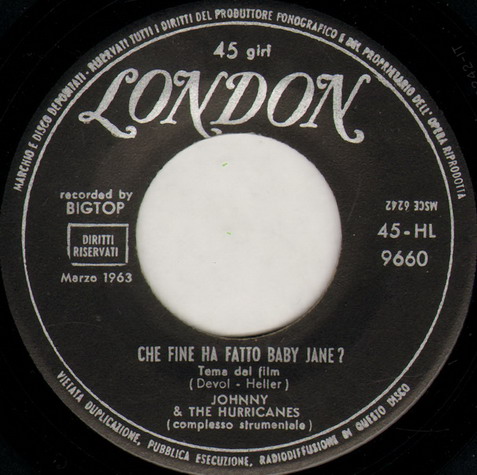 MARCHIO E DISCO DEPOSITATI - RISERVATI TUTTI I DIRITTI DEL PRODUTTORE FONOGRAFICO E DEL PROPRIETARIO DELL'OPERA RIPRODOTTA
45 giri
LONDON
recorded by
BIGTOP
DIRITTI
RISERVATI
Marzo 1963
MSCE 6242
45-HL
9660
CHE FINE HA FATTO BABY JANE?
Tema del film
(Devol - Heller)
JOHNNY
& THE HURRICANES
(complesso strumentale)
VIETATA DUPLICAZIONE, PUBBLICA ESECUZIONE, RADIODIFFUSIONE DI QUESTO DISCO